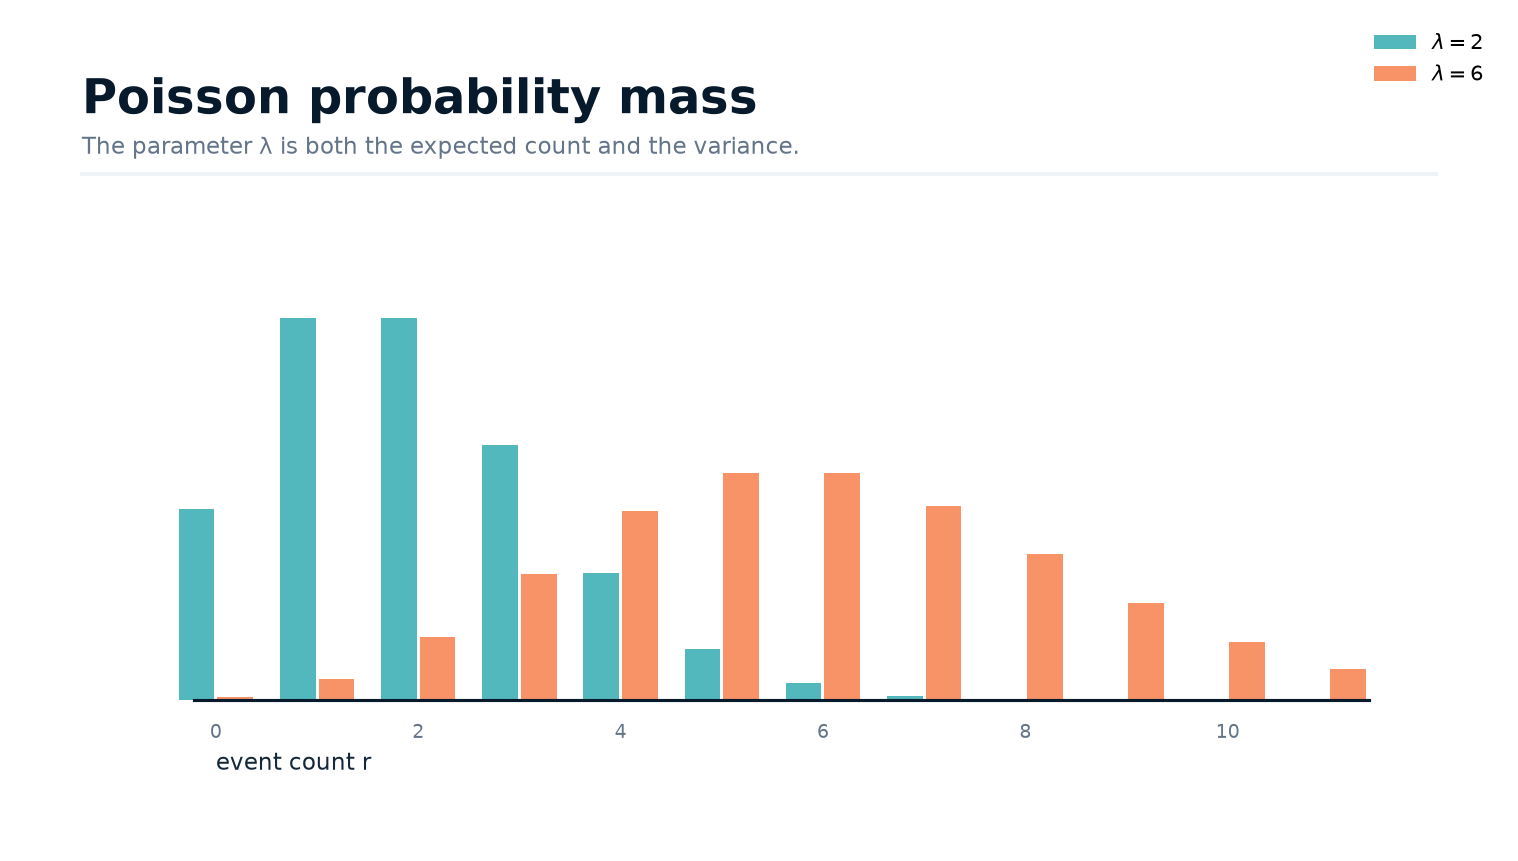 λ = 2
λ = 6
Poisson probability mass
The parameter λ is both the expected count and the variance.
0 2 4 6 8 10
event count r